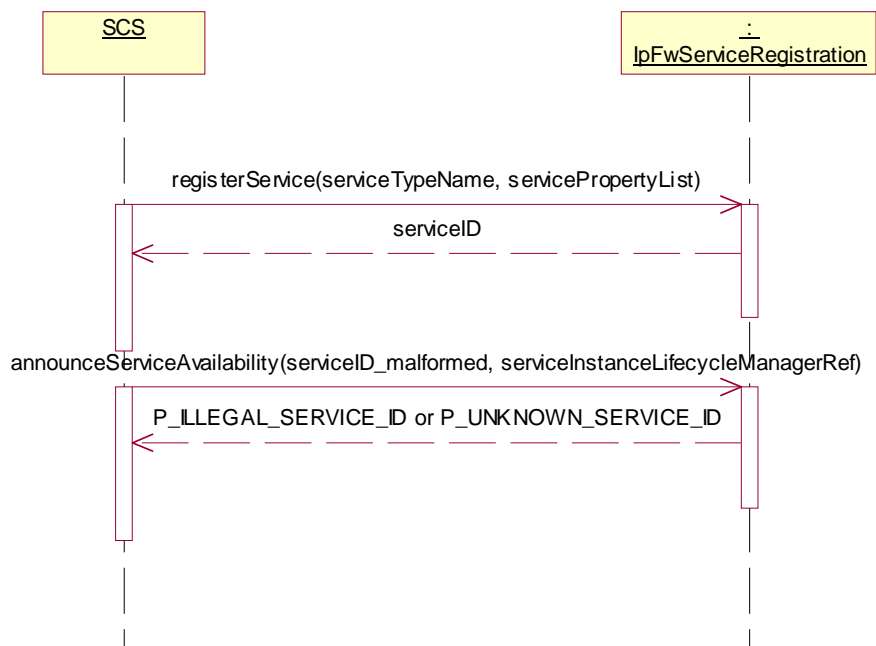 SCS
:
IpFwServiceRegistration
registerService(serviceTypeName, servicePropertyList)
serviceID
announceServiceAvailability(serviceID_malformed, serviceInstanceLifecycleManagerRef)
P_ILLEGAL_SERVICE_ID or P_UNKNOWN_SERVICE_ID